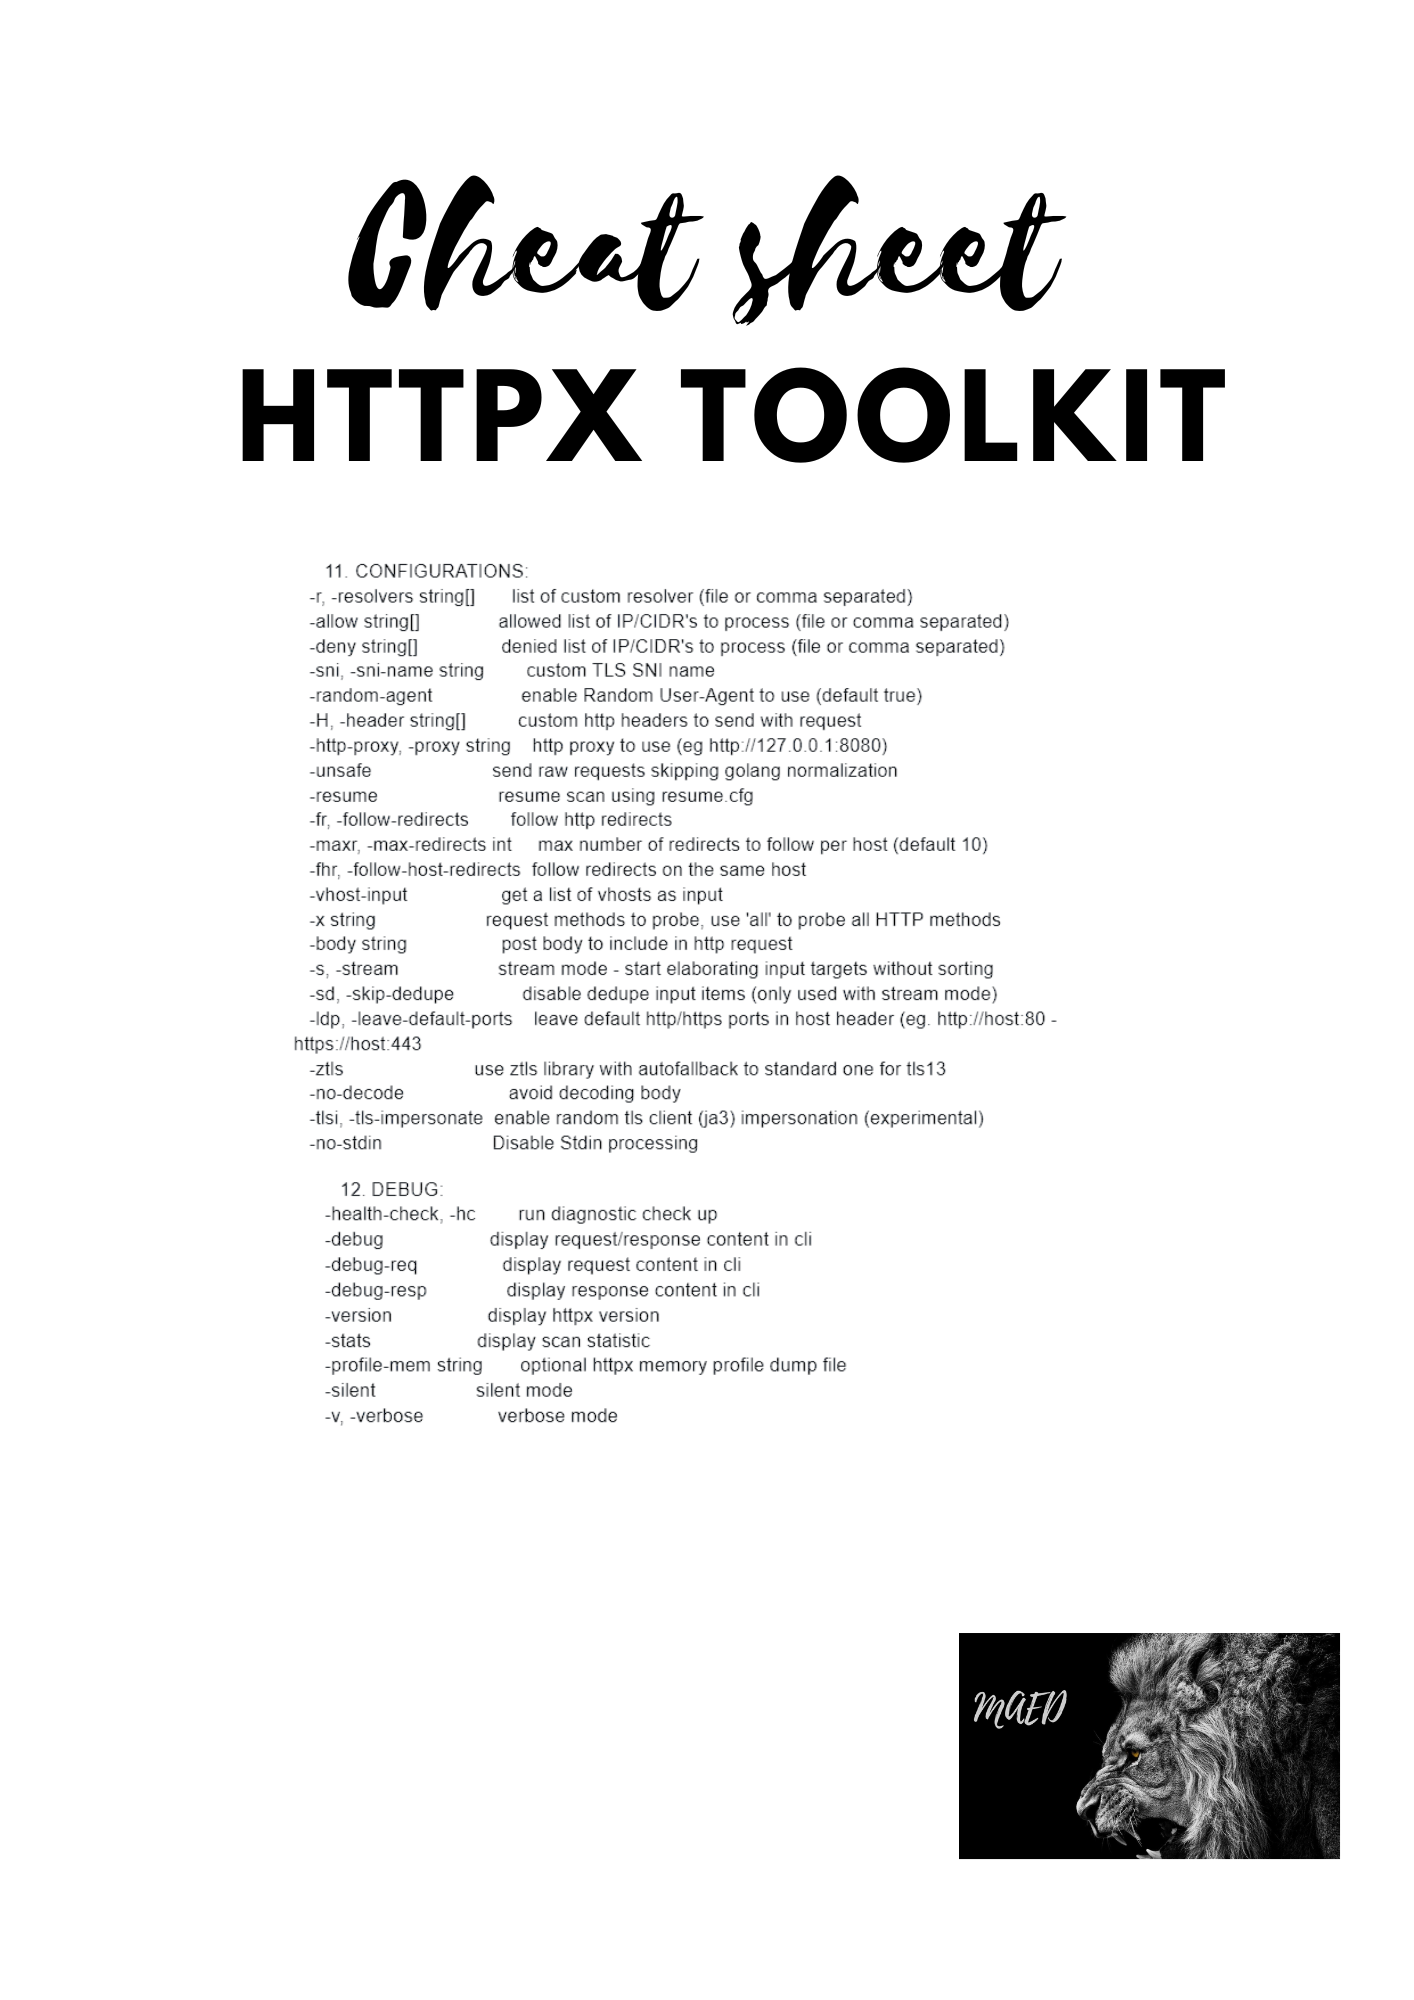 Cheat sheet
HTTPX TOOLKIT
11. CONFIGURATIONS:
-r, -resolvers string[] list of custom resolver (file or comma separated)
-allow string[] allowed list of IP/CIDR's to process (file or comma separated)
-deny string[] denied list of IP/CIDR's to process (file or comma separated)
-sni, -sni-name string custom TLS SNI name
-random-agent enable Random User-Agent to use (default true)
-H, -header string[] custom http headers to send with request
-http-proxy, -proxy string http proxy to use (eg http://127.0.0.1:8080)
-unsafe send raw requests skipping golang normalization
-resume resume scan using resume.cfg
-fr, -follow-redirects follow http redirects
-maxr, -max-redirects int max number of redirects to follow per host (default 10)
-fhr, -follow-host-redirects follow redirects on the same host
-vhost-input get a list of vhosts as input
-x string request methods to probe, use 'all' to probe all HTTP methods
-body string post body to include in http request
-s, -stream stream mode - start elaborating input targets without sorting
-sd, -skip-dedupe disable dedupe input items (only used with stream mode)
-ldp, -leave-default-ports leave default http/https ports in host header (eg. http://host:80 -
https://host:443
-ztls use ztls library with autofallback to standard one for tls13
-no-decode avoid decoding body
-tlsi, -tls-impersonate enable random tls client (ja3) impersonation (experimental)
-no-stdin Disable Stdin processing
12. DEBUG:
-health-check, -hc run diagnostic check up
-debug display request/response content in cli
-debug-req display request content in cli
-debug-resp display response content in cli
-version display httpx version
-stats display scan statistic
-profile-mem string optional httpx memory profile dump file
-silent silent mode
-v, -verbose verbose mode
MAED